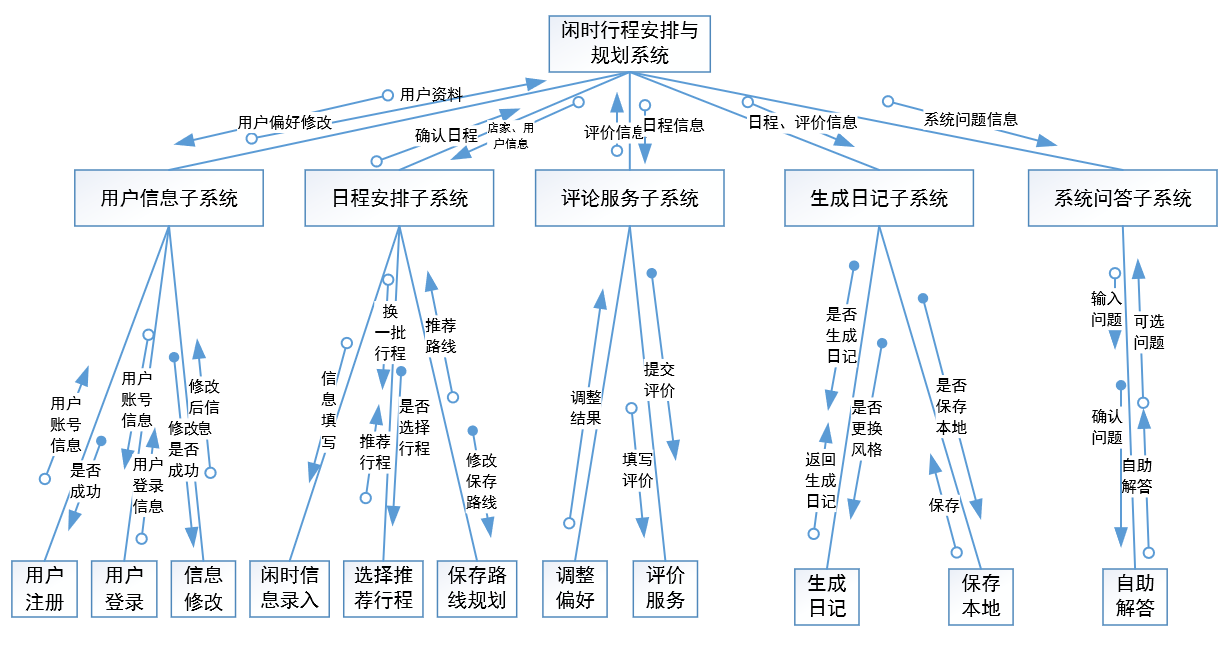 闲时行程安排与
规划系统
用户资料
用户偏好修改
确认日程
店家、用
户信息
评价信息
日程信息
日程、评价信息
系统问题信息
用户信息子系统
日程安排子系统
评论服务子系统
生成日记子系统
系统问答子系统
用户
账号
信息
是否
成功
用户
账号
信息
用户
登录
信息
修改
是否
成功
修改
后信
息
信
息
填
写
换
一批
行程
推荐
行程
是否
选择
行程
推荐
路线
修改
保存
路线
调整
结果
提交
评价
填写
评价
是否
生成
日记
返回
生成
日记
是否
更换
风格
是否
保存
本地
保存
输入
问题
可选
问题
确认
问题
自助
解答
用户
注册
用户
登录
信息
修改
闲时信
息录入
选择推
荐行程
保存路
线规划
调整
偏好
评价
服务
生成
日记
保存
本地
自助
解答